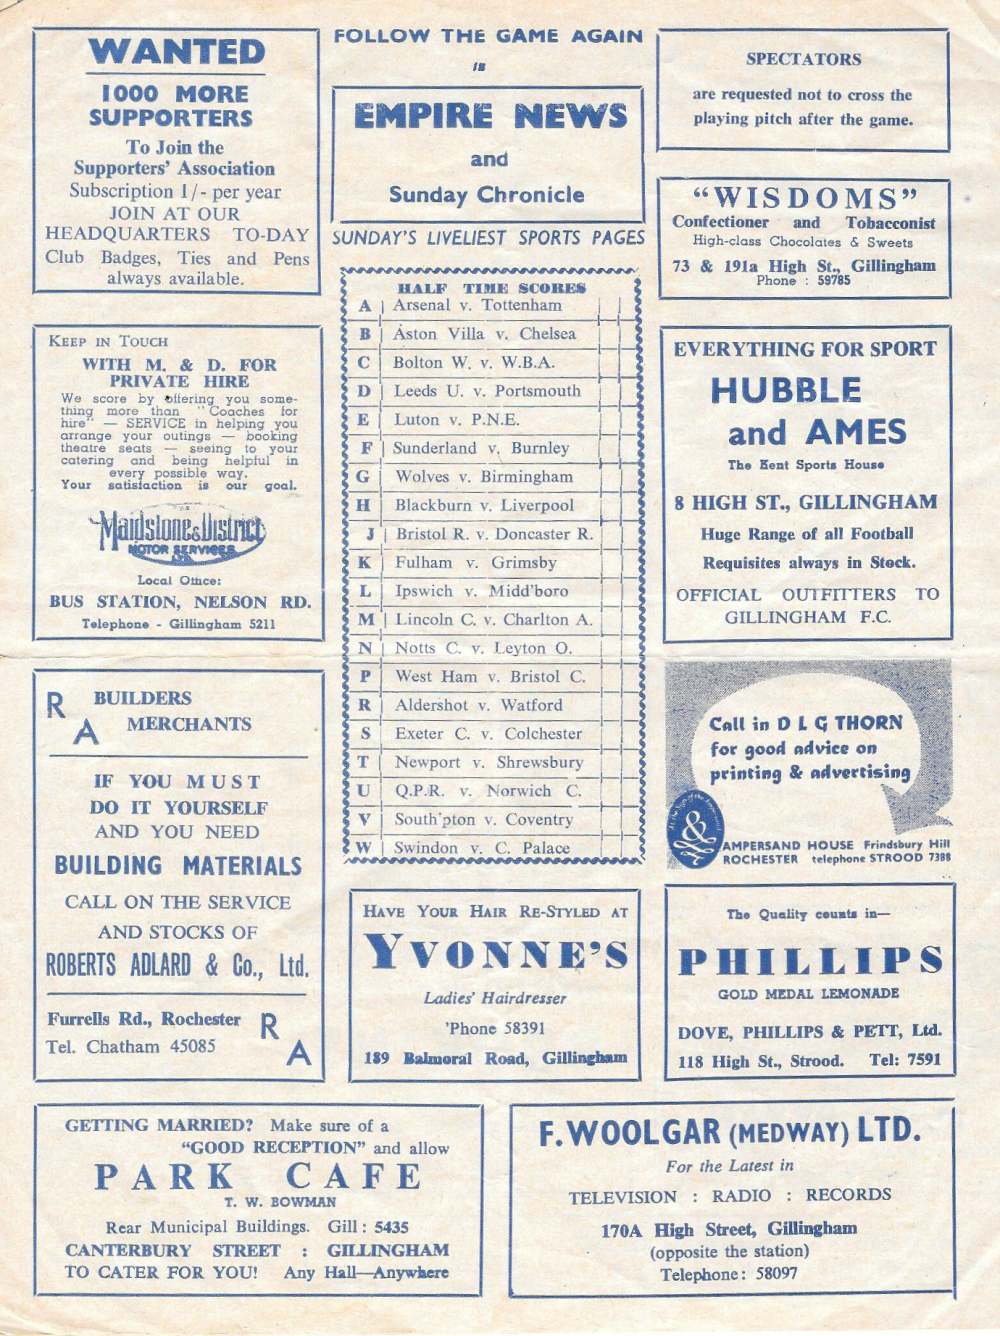 WANTED
1000 MORE
SUPPORTERS
To Join the
Supporters' Association
Subscription 1/- per year
JOIN AT OUR
HEADQUARTERS TO-DAY
Club Badges, Ties and Pens
always available.
FOLLOW THE GAME AGAIN
IN
EMPIRE NEWS
and
Sunday Chronicle
SUNDAY'S LIVELIEST SPORTS PAGES
SPECTATORS
are requested not to cross the
playing pitch after the game.
"WISDOMS"
Confectioner and Tobacconist
High-class Chocolates & Sweets
73 & 191a High St., Gillingham
Phone : 59785
KEEP IN TOUCH
WITH M. & D. FOR
PRIVATE HIRE
We score by offering you some-
thing more than "Coaches for
hire" — SERVICE in helping you
arrange your outings — booking
theatre seats — seeing to your
catering and being helpful in
every possible way.
Your satisfaction is our goal.
Maidstone & District
MOTOR SERVICES
Local Office:
BUS STATION, NELSON RD.
Telephone - Gillingham 5211
HALF TIME SCORES
A Arsenal v. Tottenham
B Aston Villa v. Chelsea
C Bolton W. v. W.B.A.
D Leeds U. v. Portsmouth
E Luton v. P.N.E.
F Sunderland v. Burnley
G Wolves v. Birmingham
H Blackburn v. Liverpool
J Bristol R. v. Doncaster R.
K Fulham v. Grimsby
L Ipswich v. Midd'boro
M Lincoln C. v. Charlton A.
N Notts C. v. Leyton O.
P West Ham v. Bristol C.
R Aldershot v. Watford
S Exeter C. v. Colchester
T Newport v. Shrewsbury
U Q.P.R. v. Norwich C.
V South'pton v. Coventry
W Swindon v. C. Palace
EVERYTHING FOR SPORT
HUBBLE
and AMES
The Kent Sports House
8 HIGH ST., GILLINGHAM
Huge Range of all Football
Requisites always in Stock.
OFFICIAL OUTFITTERS TO
GILLINGHAM F.C.
R A
BUILDERS
MERCHANTS
IF YOU MUST
DO IT YOURSELF
AND YOU NEED
BUILDING MATERIALS
CALL ON THE SERVICE
AND STOCKS OF
ROBERTS ADLARD & Co., Ltd.
Furrells Rd., Rochester
Tel. Chatham 45085
R A
Call in D L G THORN
for good advice on
printing & advertising
At the Sign of the Ampersand
&
AMPERSAND HOUSE Frindsbury Hill
ROCHESTER telephone STROOD 7388
HAVE YOUR HAIR RE-STYLED AT
YVONNE'S
Ladies' Hairdresser
'Phone 58391
189 Balmoral Road, Gillingham
The Quality counts in—
PHILLIPS
GOLD MEDAL LEMONADE
DOVE, PHILLIPS & PETT, Ltd.
118 High St., Strood. Tel: 7591
GETTING MARRIED? Make sure of a
"GOOD RECEPTION" and allow
PARK CAFE
T. W. BOWMAN
Rear Municipal Buildings. Gill : 5435
CANTERBURY STREET : GILLINGHAM
TO CATER FOR YOU! Any Hall—Anywhere
F. WOOLGAR (MEDWAY) LTD.
For the Latest in
TELEVISION : RADIO : RECORDS
170A High Street, Gillingham
(opposite the station)
Telephone: 58097